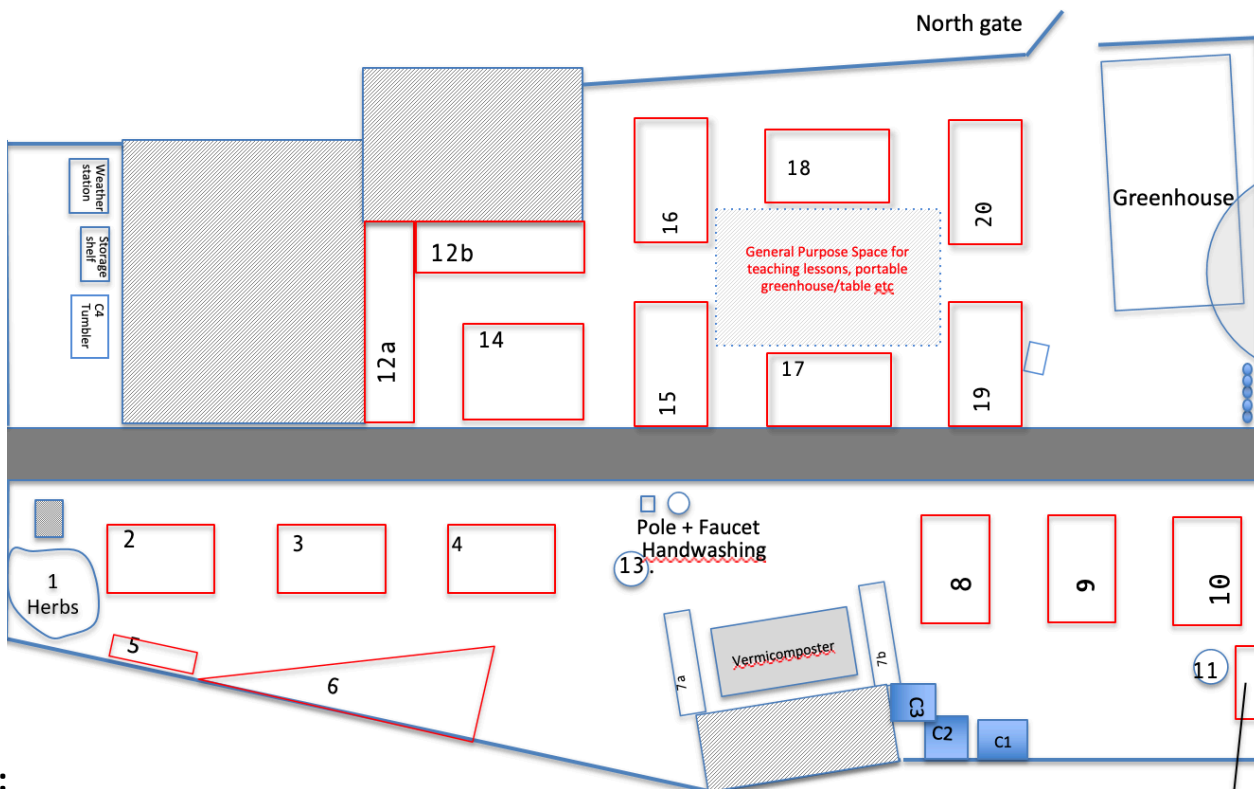 North gate
Weather
station
Storage
shelf
C4
Tumbler
12b
12a
14
16
18
20
General Purpose Space for
teaching lessons, portable
greenhouse/table etc
15
17
19
Greenhouse
1
Herbs
2
3
4
5
6
Pole + Faucet
Handwashing
13.
7a
Vermicomposter
7b
C3
C2
C1
8
9
10
11
: